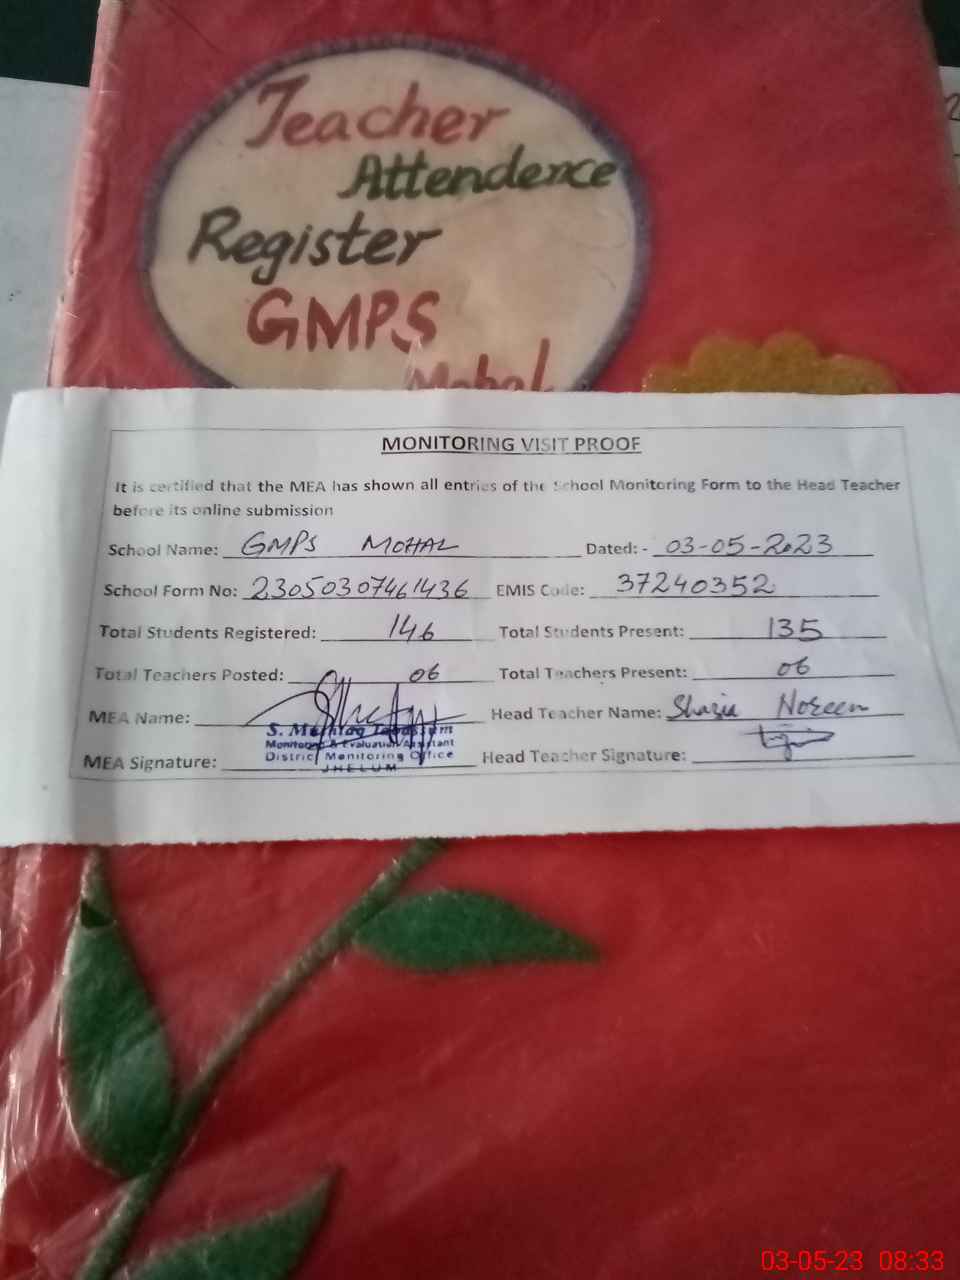 Teacher
Attendence
Register
GMPS
Mohal
MONITORING VISIT PROOF
It is certified that the MEA has shown all entries of the School Monitoring Form to the Head Teacher
before its online submission
School Name: GMPS MOHAL Dated: - 03-05-2023
School Form No: 23050307461436 EMIS Code: 37240352
Total Students Registered: 146 Total Students Present: 135
Total Teachers Posted: 06 Total Teachers Present: 06
MEA Name: Head Teacher Name: Shazia Noreen
S. Mushtaq Tabassum
Monitoring & Evaluation Assistant
District Monitoring Office
JHELUM
MEA Signature: Head Teacher Signature:
03-05-23 08:33